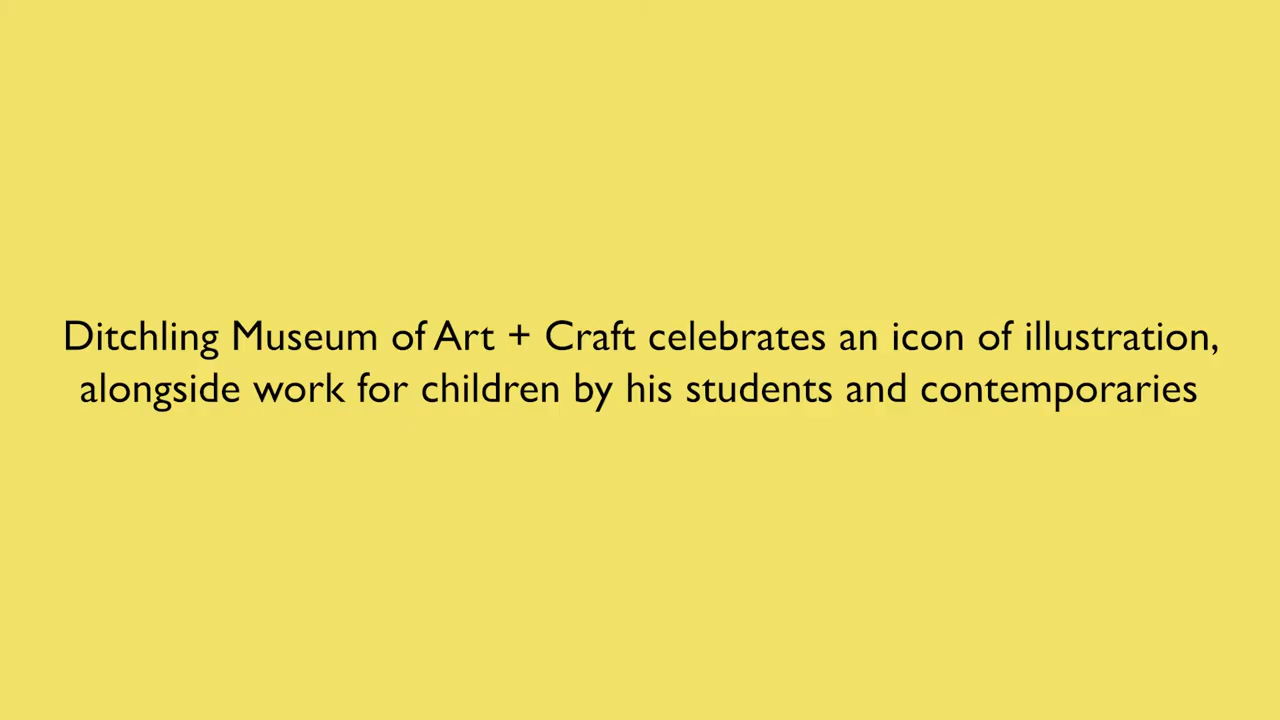 Ditchling Museum of Art + Craft celebrates an icon of illustration,
alongside work for children by his students and contemporaries